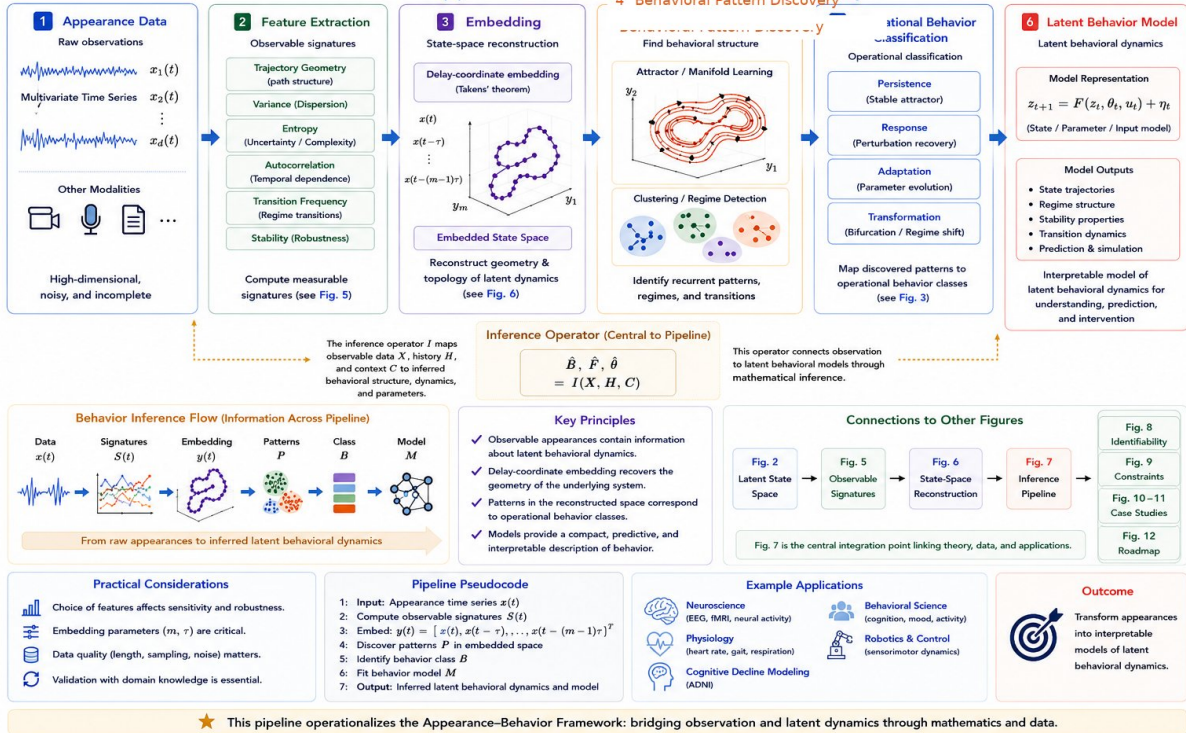 1 Appearance Data
Raw observations
x₁(t)
Multivariate Time Series x₂(t)
⋮
x_d(t)
Other Modalities
...
High-dimensional,
noisy, and incomplete
2 Feature Extraction
Observable signatures
Trajectory Geometry
(path structure)
Variance (Dispersion)
Entropy
(Uncertainty / Complexity)
Autocorrelation
(Temporal dependence)
Transition Frequency
(Regime transitions)
Stability (Robustness)
Compute measurable
signatures (see Fig. 5)
3 Embedding
State-space reconstruction
Delay-coordinate embedding
(Takens' theorem)
x(t)
x(t−τ)
⋮
x(t−(m−1)τ)
y_m
y₁
Embedded State Space
Reconstruct geometry &
topology of latent dynamics
(see Fig. 6)
4 Behavioral Pattern Discovery
Behavioral Pattern Discovery
Find behavioral structure
Attractor / Manifold Learning
y₂
y₁
Clustering / Regime Detection
Identify recurrent patterns,
regimes, and transitions
ational Behavior
Classification
Operational classification
Persistence
(Stable attractor)
Response
(Perturbation recovery)
Adaptation
(Parameter evolution)
Transformation
(Bifurcation / Regime shift)
Map discovered patterns to
operational behavior classes
(see Fig. 3)
6 Latent Behavior Model
Latent behavioral dynamics
Model Representation
z_{t+1} = F(z_t, θ_t, u_t) + η_t
(State / Parameter / Input model)
Model Outputs
• State trajectories
• Regime structure
• Stability properties
• Transition dynamics
• Prediction & simulation
Interpretable model of
latent behavioral dynamics for
understanding, prediction,
and intervention
The inference operator I maps
observable data X, history H,
and context C to inferred
behavioral structure, dynamics,
and parameters.
Inference Operator (Central to Pipeline)
B̂, F̂, θ̂
= I(X, H, C)
This operator connects observation
to latent behavioral models through
mathematical inference.
Behavior Inference Flow (Information Across Pipeline)
Data Signatures Embedding Patterns Class Model
x(t) S(t) y(t) P B M
From raw appearances to inferred latent behavioral dynamics
Key Principles
✓ Observable appearances contain information
about latent behavioral dynamics.
✓ Delay-coordinate embedding recovers the
geometry of the underlying system.
✓ Patterns in the reconstructed space correspond
to operational behavior classes.
✓ Models provide a compact, predictive, and
interpretable description of behavior.
Connections to Other Figures
Fig. 2
Latent State
Space
Fig. 5
Observable
Signatures
Fig. 6
State-Space
Reconstruction
Fig. 7
Inference
Pipeline
Fig. 8
Identifiability
Fig. 9
Constraints
Fig. 10–11
Case Studies
Fig. 12
Roadmap
Fig. 7 is the central integration point linking theory, data, and applications.
Practical Considerations
Choice of features affects sensitivity and robustness.
Embedding parameters (m, τ) are critical.
Data quality (length, sampling, noise) matters.
Validation with domain knowledge is essential.
Pipeline Pseudocode
1: Input: Appearance time series x(t)
2: Compute observable signatures S(t)
3: Embed: y(t) = [ x(t), x(t−τ), . . . , x(t−(m−1)τ]ᵀ
4: Discover patterns P in embedded space
5: Identify behavior class B
6: Fit behavior model M
7: Output: Inferred latent behavioral dynamics and model
Example Applications
Neuroscience
(EEG, fMRI, neural activity)
Physiology
(heart rate, gait, respiration)
Cognitive Decline Modeling
(ADNI)
Behavioral Science
(cognition, mood, activity)
Robotics & Control
(sensorimotor dynamics)
Outcome
Transform appearances
into interpretable
models of latent
behavioral dynamics.
This pipeline operationalizes the Appearance–Behavior Framework: bridging observation and latent dynamics through mathematics and data.